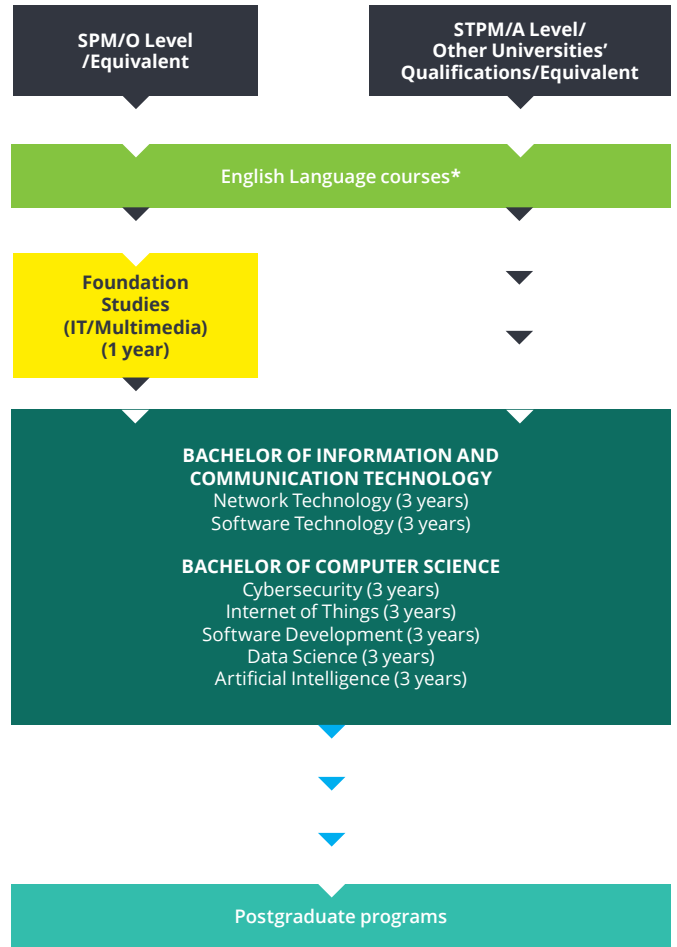 SPM/O Level
/Equivalent
STPM/A Level/
Other Universities’
Qualifications/Equivalent
English Language courses*
Foundation
Studies
(IT/Multimedia)
(1 year)
BACHELOR OF INFORMATION AND
COMMUNICATION TECHNOLOGY
Network Technology (3 years)
Software Technology (3 years)
BACHELOR OF COMPUTER SCIENCE
Cybersecurity (3 years)
Internet of Things (3 years)
Software Development (3 years)
Data Science (3 years)
Artificial Intelligence (3 years)
Postgraduate programs